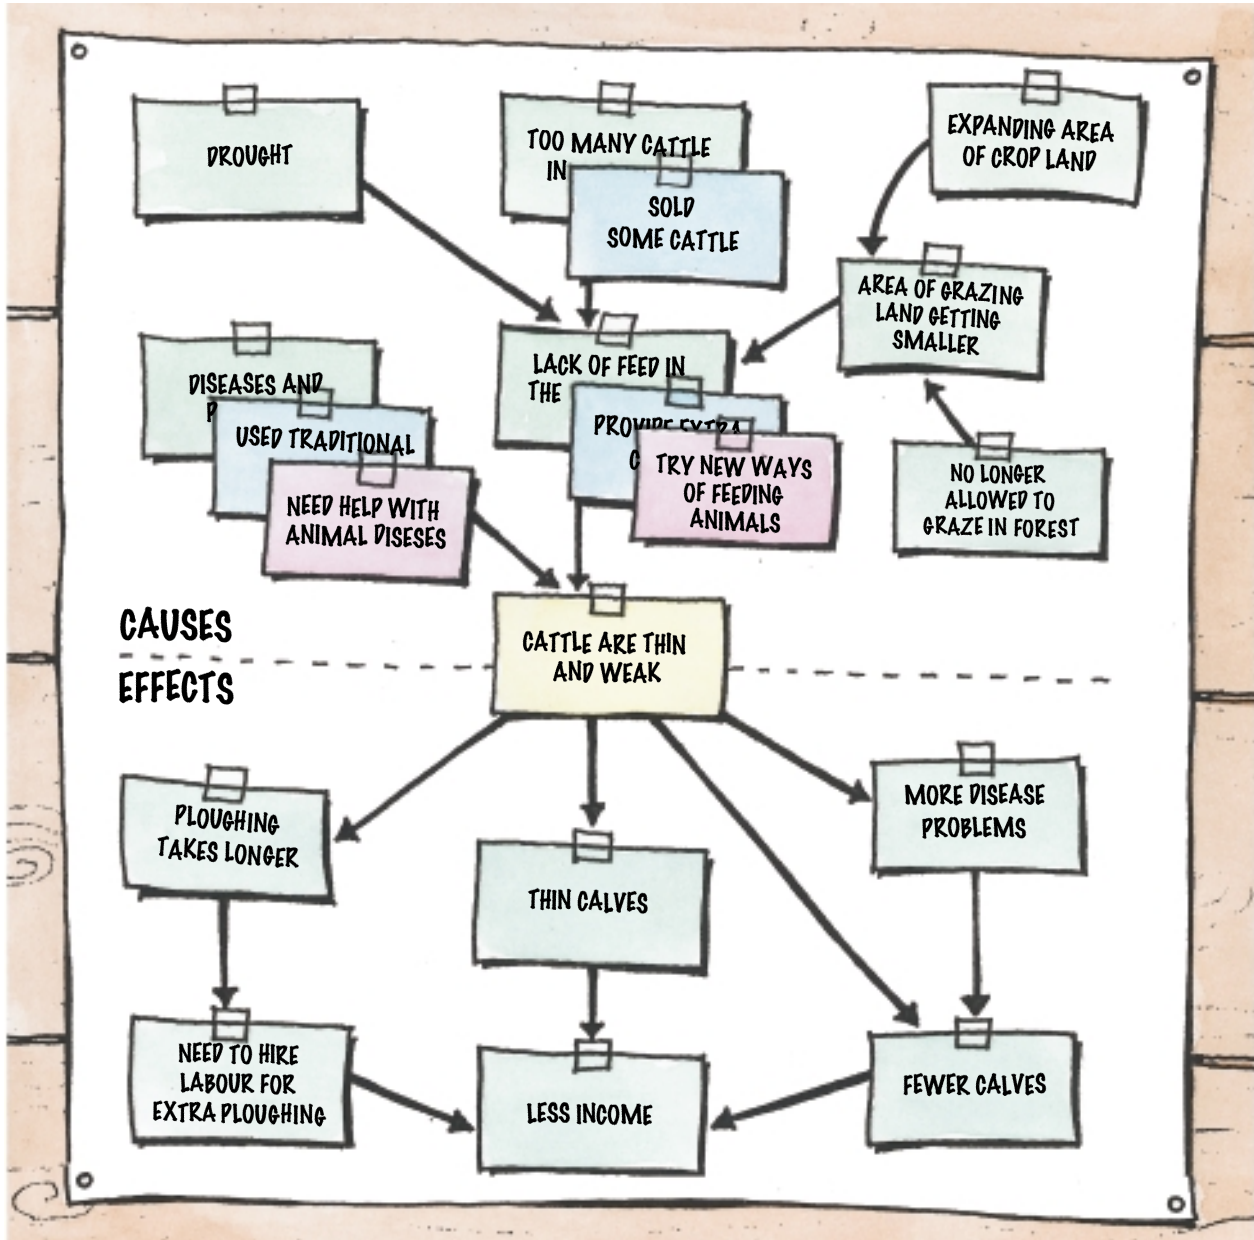 DROUGHT
TOO MANY CATTLE
IN
SOLD
SOME CATTLE
EXPANDING AREA
OF CROP LAND
AREA OF GRAZING
LAND GETTING
SMALLER
DISEASES AND
USED TRADITIONAL
NEED HELP WITH
ANIMAL DISESES
LACK OF FEED IN
THE
PROVIDE EXTRA
TRY NEW WAYS
OF FEEDING
ANIMALS
NO LONGER
ALLOWED TO
GRAZE IN FOREST
CAUSES
EFFECTS
CATTLE ARE THIN
AND WEAK
PLOUGHING
TAKES LONGER
THIN CALVES
MORE DISEASE
PROBLEMS
NEED TO HIRE
LABOUR FOR
EXTRA PLOUGHING
LESS INCOME
FEWER CALVES